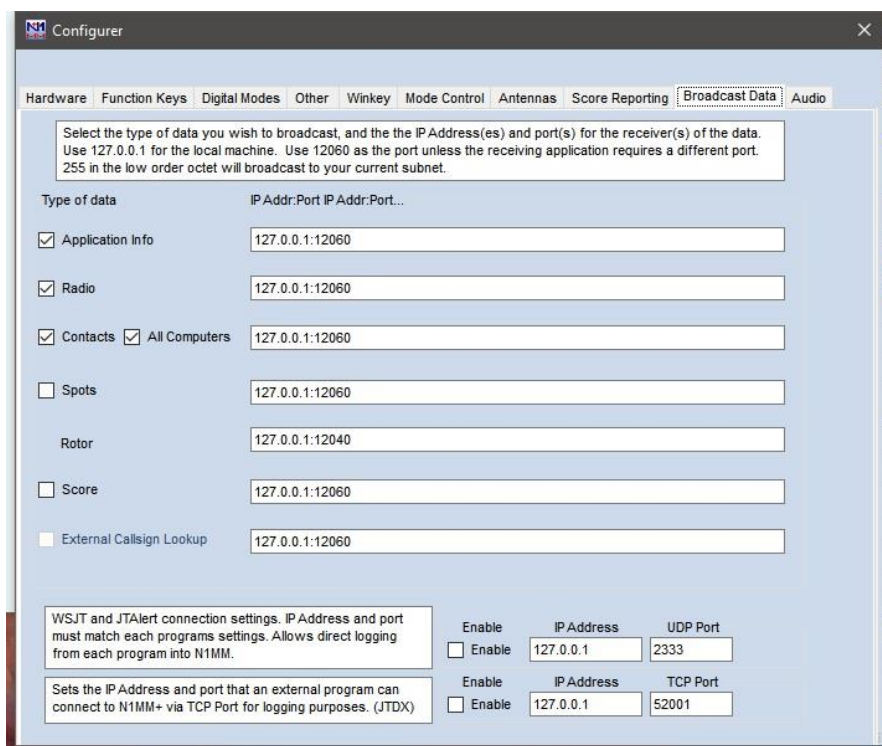 N1
MM
Configurer
Hardware Function Keys Digital Modes Other Winkey Mode Control Antennas Score Reporting Broadcast Data Audio
Select the type of data you wish to broadcast, and the the IP Address(es) and port(s) for the receiver(s) of the data.
Use 127.0.0.1 for the local machine. Use 12060 as the port unless the receiving application requires a different port.
255 in the low order octet will broadcast to your current subnet.
Type of data IP Addr:Port IP Addr:Port...
Application Info 127.0.0.1:12060
Radio 127.0.0.1:12060
Contacts All Computers 127.0.0.1:12060
Spots 127.0.0.1:12060
Rotor 127.0.0.1:12040
Score 127.0.0.1:12060
External Callsign Lookup 127.0.0.1:12060
WSJT and JTAlert connection settings. IP Address and port
must match each programs settings. Allows direct logging
from each program into N1MM.
Enable IP Address UDP Port
Enable 127.0.0.1 2333
Sets the IP Address and port that an external program can
connect to N1MM+ via TCP Port for logging purposes. (JTDX)
Enable IP Address TCP Port
Enable 127.0.0.1 52001